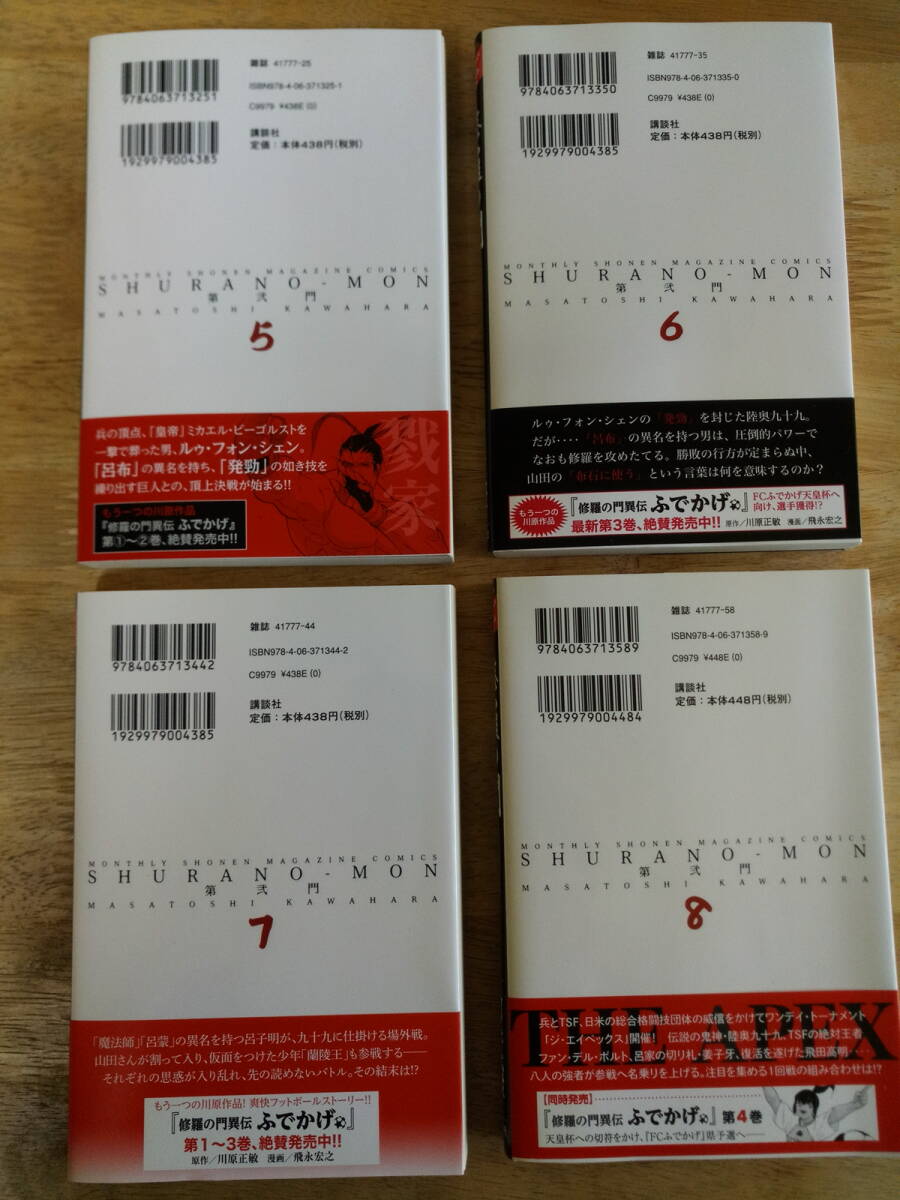 雑誌 41777-25
ISBN978-4-06-371325-1
C9979 ¥438E (0)
9784063713251
1929979004385
講談社
定価：本体438円(税別)
MONTHLY SHONEN MAGAZINE COMICS
SHURANO-MON
第弐門
MASATOSHI KAWAHARA
5
兵の頂点、「皇帝」ミカエル・ビーゴルストを
一撃で葬った男、ルゥ・フォン・シェン。
「呂布」の異名を持ち、「発勁」の如き技を
繰り出す巨人との、頂上決戦が始まる!!
もう一つの川原作品
『修羅の門異伝 ふでかげ』
第①〜②巻、絶賛発売中!!
雑誌 41777-35
ISBN978-4-06-371335-0
C9979 ¥438E (0)
9784063713350
1929979004385
講談社
定価：本体438円(税別)
MONTHLY SHONEN MAGAZINE COMICS
SHURANO-MON
第弐門
MASATOSHI KAWAHARA
6
ルゥ・フォン・シェンの「発勁」を封じた陸奥九十九。
だが‥‥「呂布」の異名を持つ男は、圧倒的パワーで
なおも修羅を攻めたてる。勝敗の行方が定まらぬ中、
山田の「布石に使う」という言葉は何を意味するのか？
もう一つの
川原作品
『修羅の門異伝 ふでかげ』
FCふでかげ天皇杯へ
向け、選手獲得!?
最新第3巻、絶賛発売中!!
原作／川原正敏 漫画／飛永宏之
雑誌 41777-44
ISBN978-4-06-371344-2
C9979 ¥438E (0)
9784063713442
1929979004385
講談社
定価：本体438円(税別)
MONTHLY SHONEN MAGAZINE COMICS
SHURANO-MON
第弐門
MASATOSHI KAWAHARA
7
「魔法師」「呂蒙」の異名を持つ呂子明が、九十九に仕掛ける場外戦。
山田さんが割って入り、仮面をつけた少年「蘭陵王」も参戦する――
それぞれの思惑が入り乱れ、先の読めないバトル。その結末は!?
もう一つの川原作品! 爽快フットボールストーリー!!
『修羅の門異伝 ふでかげ』
第1〜3巻、絶賛発売中!!
原作／川原正敏 漫画／飛永宏之
雑誌 41777-58
ISBN978-4-06-371358-9
C9979 ¥448E (0)
9784063713589
1929979004484
講談社
定価：本体448円(税別)
MONTHLY SHONEN MAGAZINE COMICS
SHURANO-MON
第弐門
MASATOSHI KAWAHARA
8
THE APEX
兵とTSF、日米の総合格闘技団体の威信をかけてワンデイ・トーナメント
「ジ・エイペックス」開催! 伝説の鬼神・陸奥九十九、TSFの絶対王者
ファン・デル・ボルト、呂家の切り札・姜子牙、復活を遂げた飛田高明‥‥
八人の強者が参戦へ名乗りを上げる。注目を集める1回戦の組み合わせは!?
【同時発売】
『修羅の門異伝 ふでかげ』第4巻
天皇杯への切符をかけ、『FCふでかげ』県予選へ――